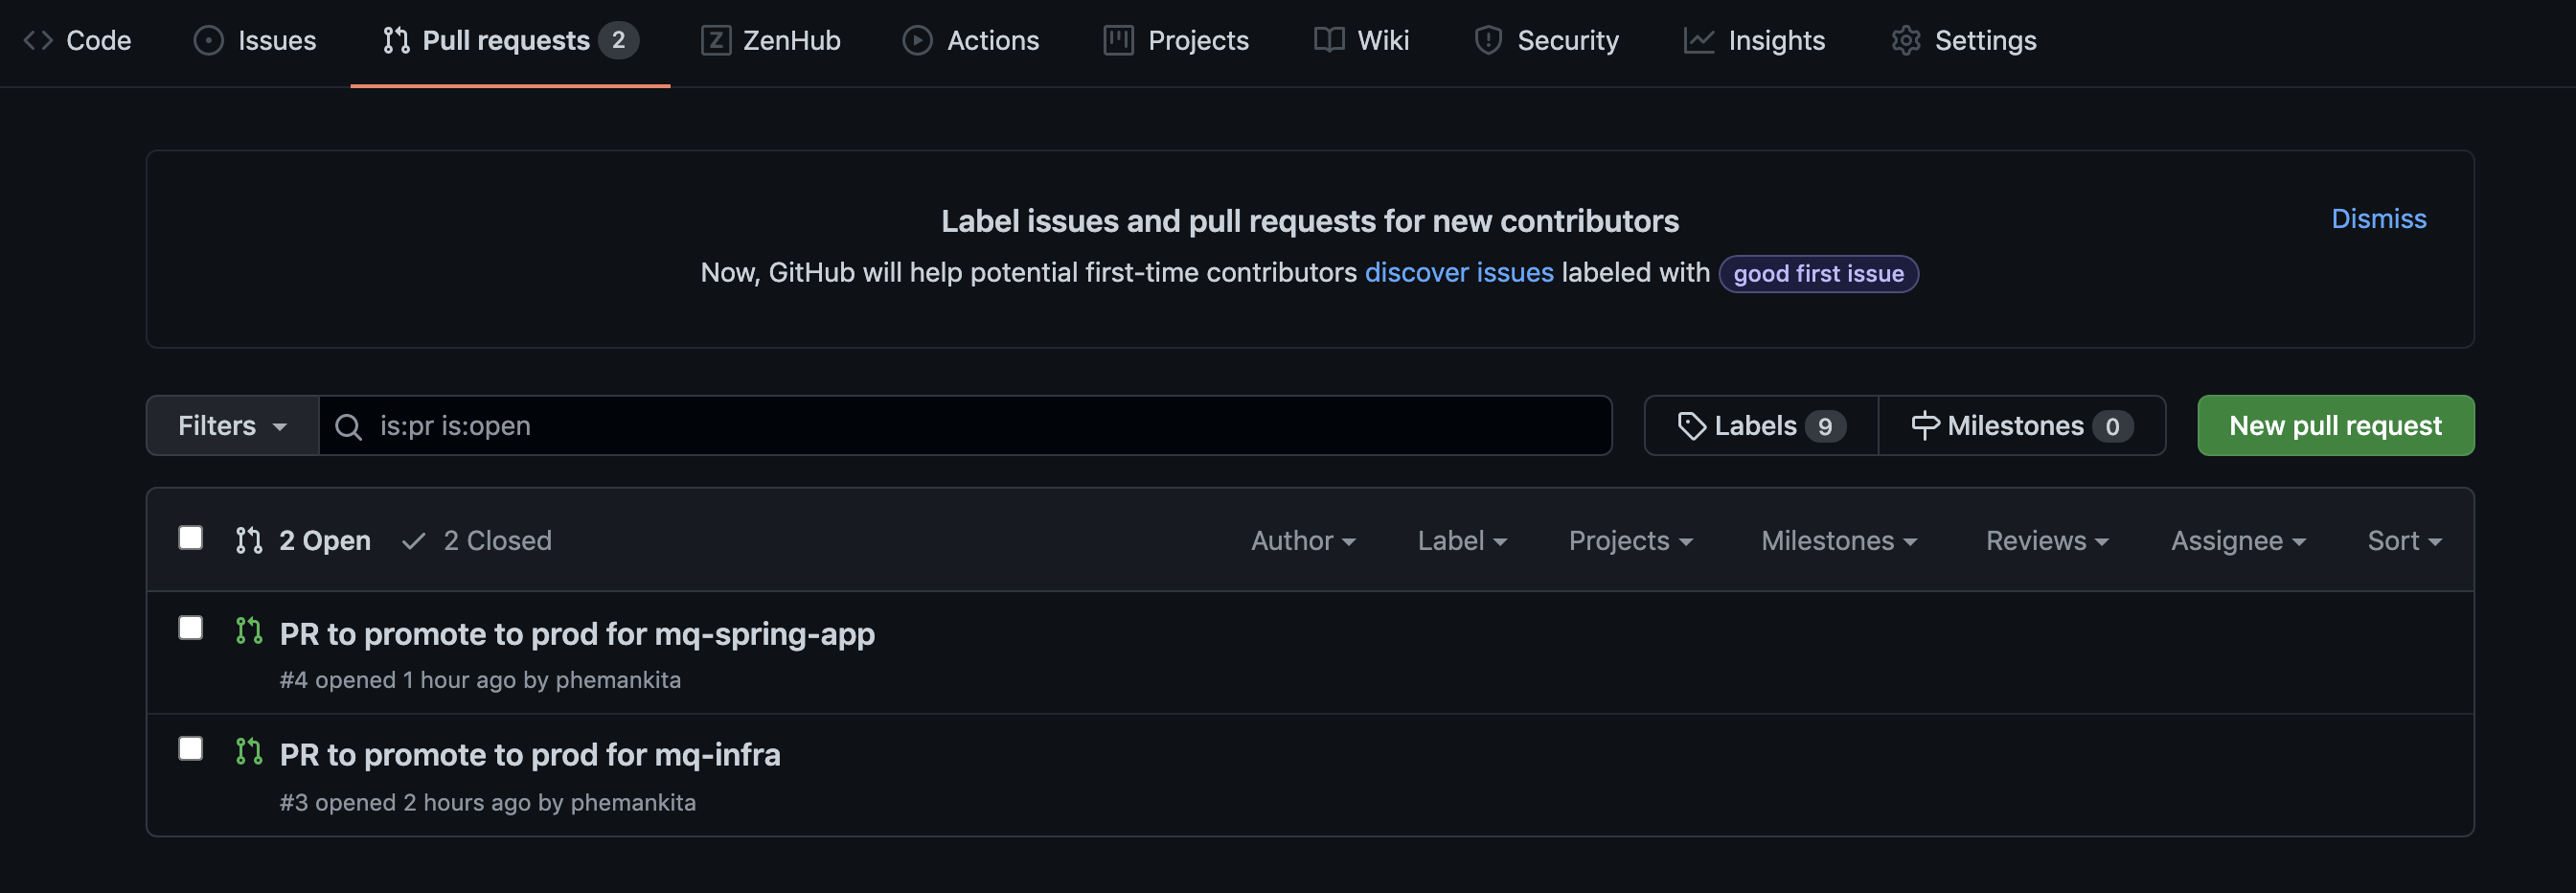 Code Issues Pull requests 2 ZenHub Actions Projects Wiki Security Insights Settings
Label issues and pull requests for new contributors
Dismiss
Now, GitHub will help potential first-time contributors discover issues labeled with good first issue
Filters is:pr is:open Labels 9 Milestones 0 New pull request
2 Open 2 Closed Author Label Projects Milestones Reviews Assignee Sort
PR to promote to prod for mq-spring-app
#4 opened 1 hour ago by phemankita
PR to promote to prod for mq-infra
#3 opened 2 hours ago by phemankita